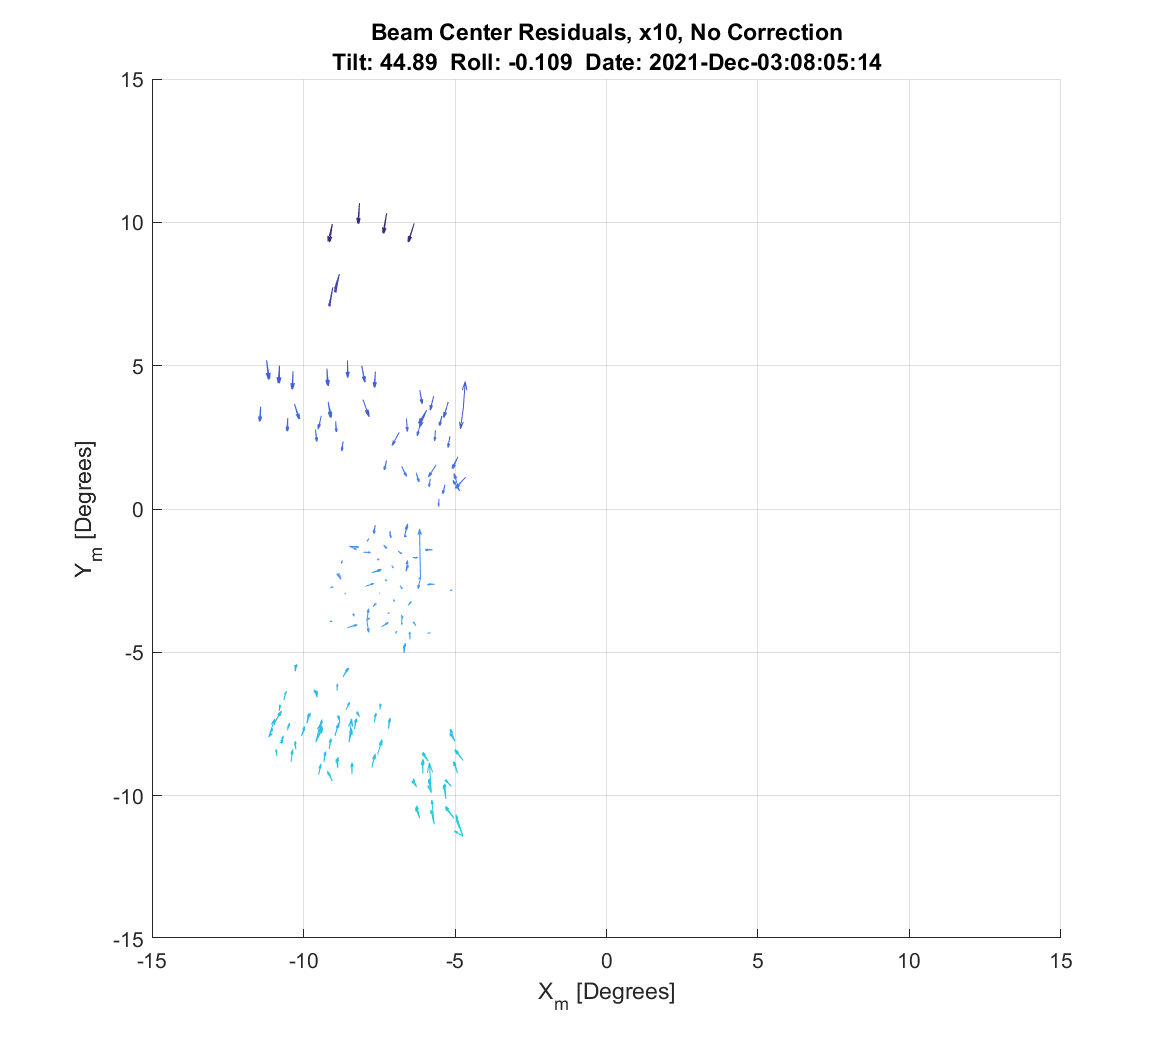 Beam Center Residuals, x10, No Correction
Tilt: 44.89 Roll: -0.109 Date: 2021-Dec-03:08:05:14
15
10
5
0
-5
-10
-15
Y_m [Degrees]
-15 -10 -5 0 5 10 15
X_m [Degrees]